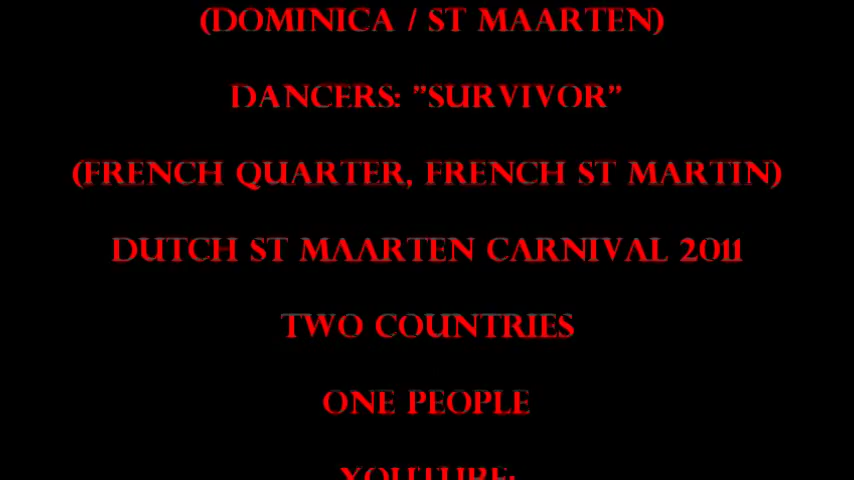 (DOMINICA / ST MAARTEN)
DANCERS: "SURVIVOR"
(FRENCH QUARTER, FRENCH ST MARTIN)
DUTCH ST MAARTEN CARNIVAL 2011
TWO COUNTRIES
ONE PEOPLE
YOUTUBE: